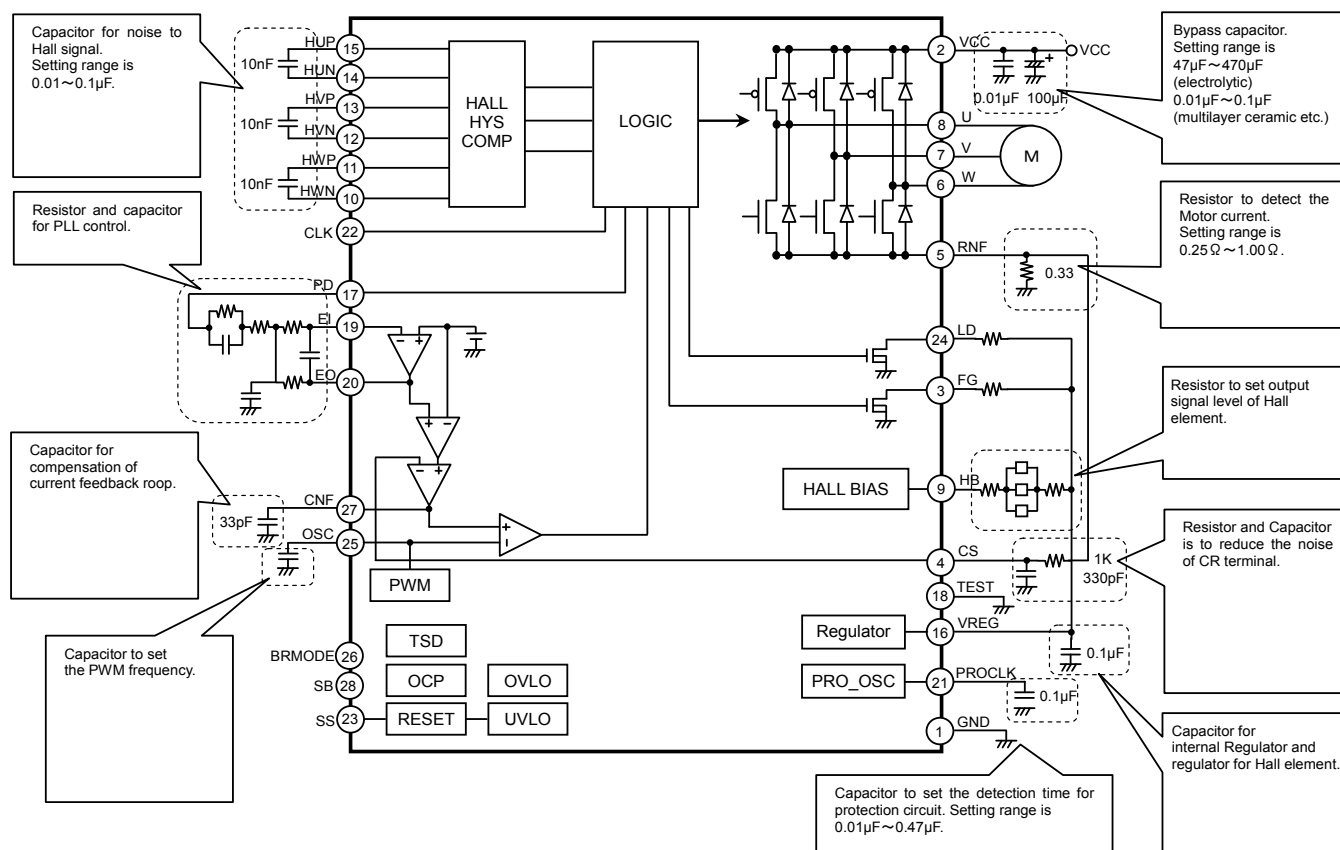 Capacitor for noise to
Hall signal.
Setting range is
0.01～0.1µF.
10nF
10nF
10nF
HUP
15
HUN
14
HVP
13
HVN
12
HWP
11
HWN
10
CLK
22
HALL
HYS
COMP
LOGIC
2
VCC
VCC
0.01µF
100µF
+
8
U
7
V
6
W
M
5
RNF
0.33
Bypass capacitor.
Setting range is
47µF～470µF
(electrolytic)
0.01µF～0.1µF
(multilayer ceramic etc.)
Resistor to detect the
Motor current.
Setting range is
0.25Ω～1.00Ω.
Resistor and capacitor
for PLL control.
PD
17
EI
19
EO
20
−
+
+
−
−
+
+
−
24
LD
3
FG
Resistor to set output
signal level of Hall
element.
HALL BIAS
9
HB
Capacitor for
compensation of
current feedback roop.
33pF
CNF
27
OSC
25
PWM
4
CS
1K
330pF
18
TEST
Resistor and Capacitor
is to reduce the noise
of CR terminal.
Capacitor to set
the PWM frequency.
BRMODE
26
SB
28
SS
23
TSD
OCP
OVLO
RESET
UVLO
Regulator
16
VREG
0.1µF
PRO_OSC
21
PROCLK
0.1µF
1
GND
Capacitor for
internal Regulator and
regulator for Hall element.
Capacitor to set the detection time for
protection circuit. Setting range is
0.01µF～0.47µF.